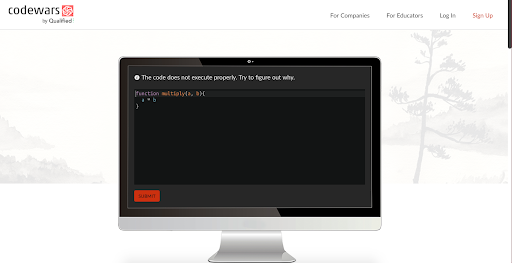 codewars
by Qualified
For Companies
For Educators
Log In
Sign Up
The code does not execute properly. Try to figure out why.
function multiply(a, b){
a * b
}
SUBMIT